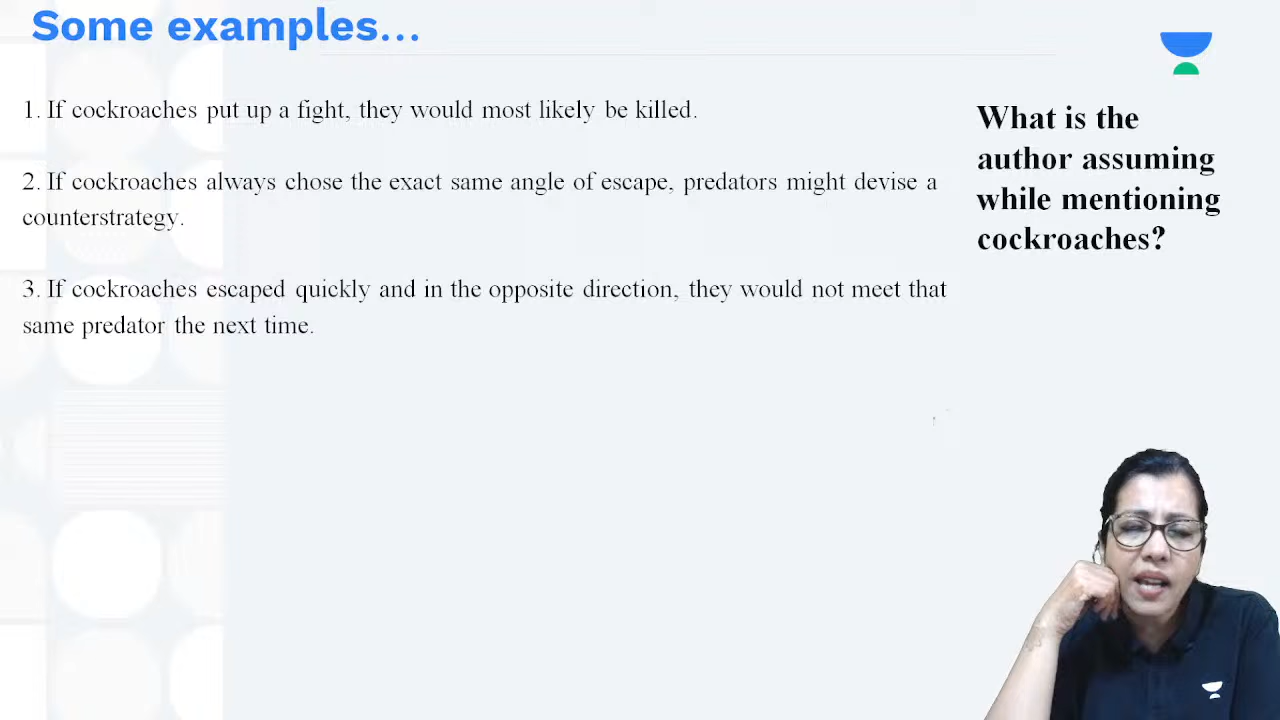 Some examples...
1. If cockroaches put up a fight, they would most likely be killed.
2. If cockroaches always chose the exact same angle of escape, predators might devise a
counterstrategy.
3. If cockroaches escaped quickly and in the opposite direction, they would not meet that
same predator the next time.
What is the
author assuming
while mentioning
cockroaches?